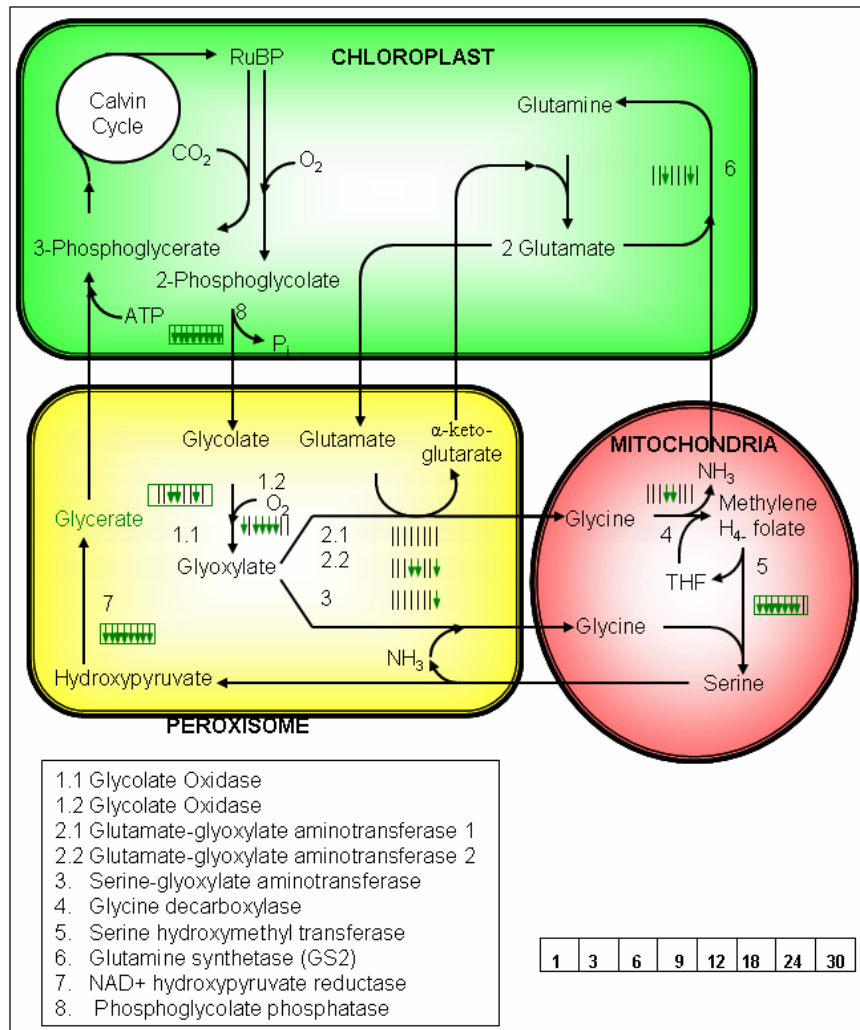 RuBP
CHLOROPLAST
Calvin
Cycle
Glutamine
CO2
O2
6
3-Phosphoglycerate
2 Glutamate
2-Phosphoglycolate
ATP
8
Pi
Glycolate
Glutamate
α-keto-
glutarate
MITOCHONDRIA
NH3
1.2
O2
Glycerate
1.1
2.1
Glycine
Methylene
H4- folate
4
2.2
Glyoxylate
THF
5
3
7
Glycine
NH3
Hydroxypyruvate
Serine
PEROXISOME
1.1 Glycolate Oxidase
1.2 Glycolate Oxidase
2.1 Glutamate-glyoxylate aminotransferase 1
2.2 Glutamate-glyoxylate aminotransferase 2
3. Serine-glyoxylate aminotransferase
4. Glycine decarboxylase
5. Serine hydroxymethyl transferase
6. Glutamine synthetase (GS2)
7. NAD+ hydroxypyruvate reductase
8. Phosphoglycolate phosphatase
1 3 6 9 12 18 24 30